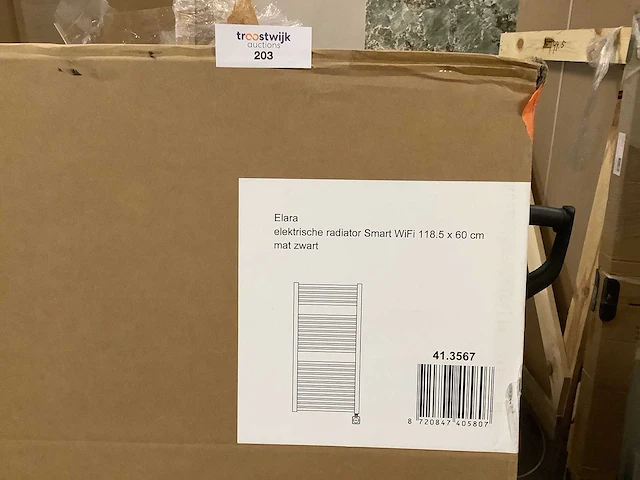 troostwijk
auctions
203
Elara
elektrische radiator Smart WiFi 118.5 x 60 cm
mat zwart
41.3567
8 720847 405807